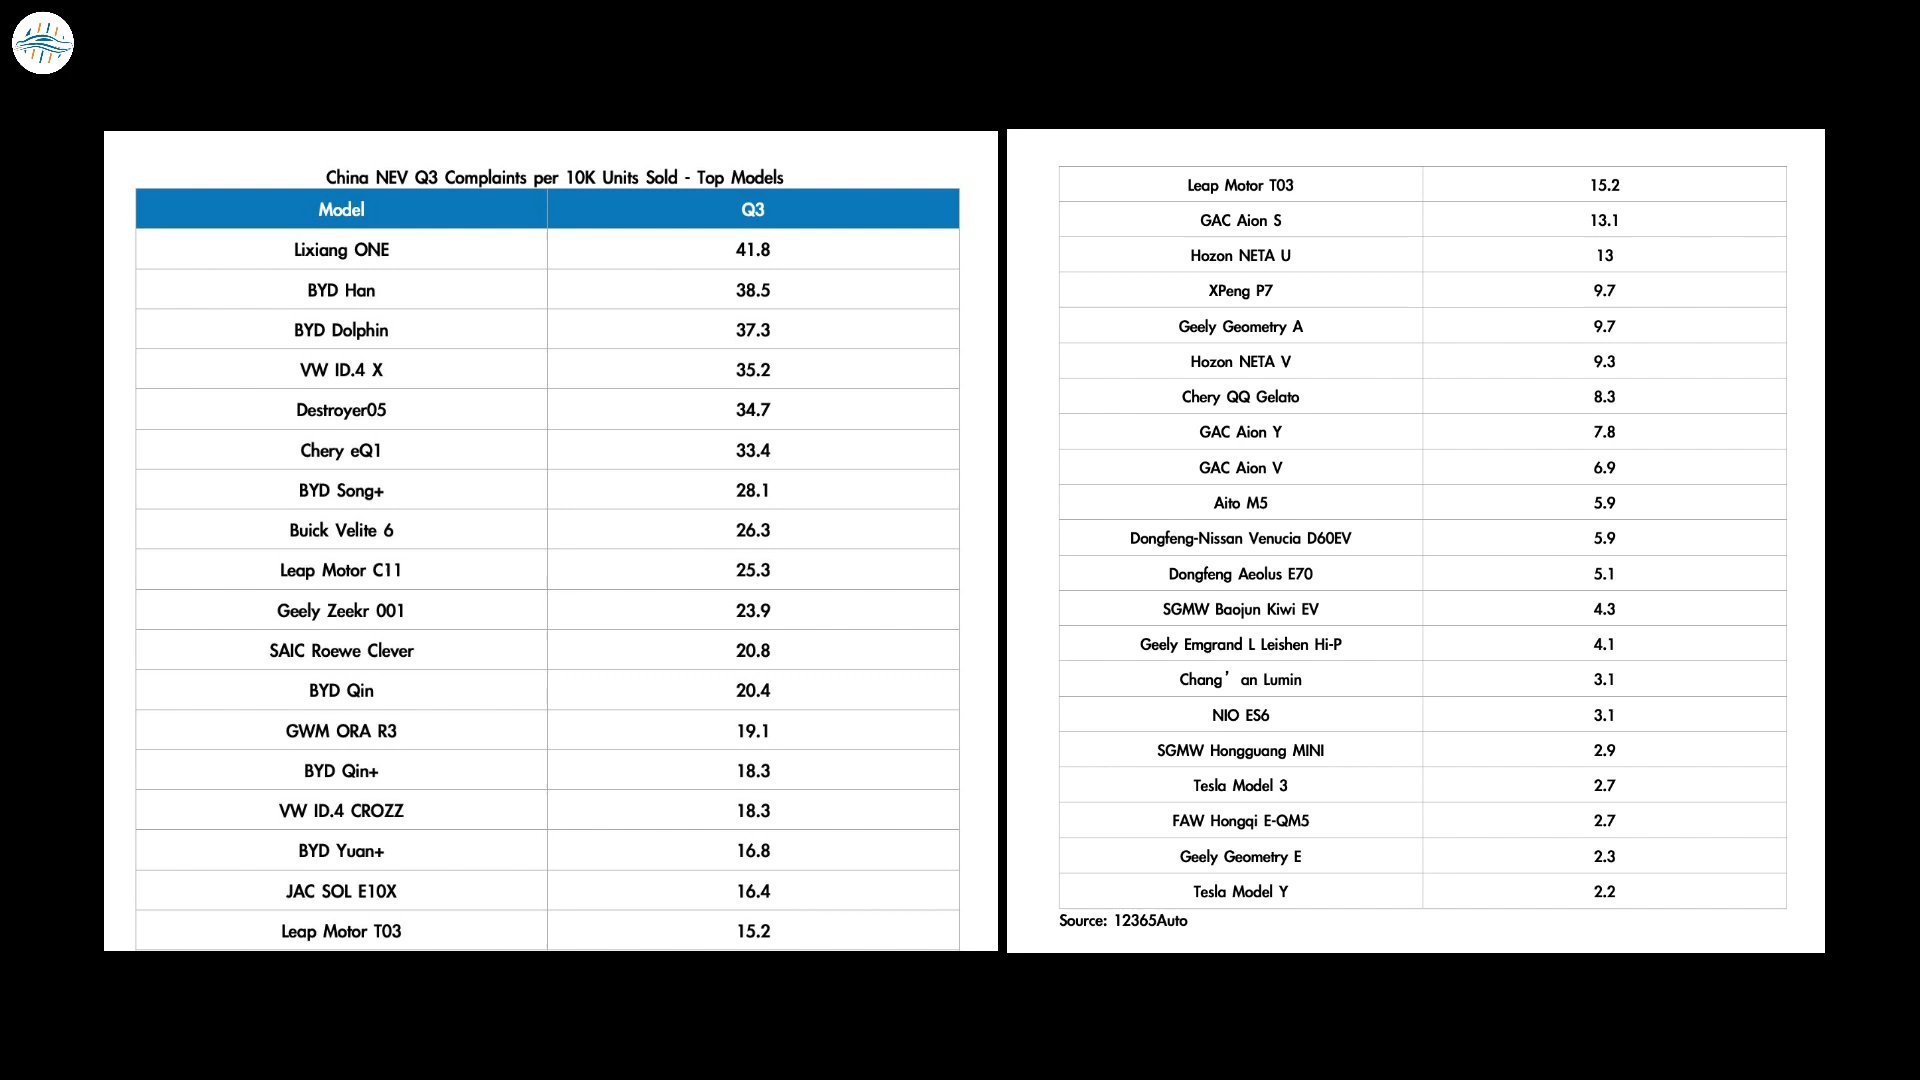 China NEV Q3 Complaints per 10K Units Sold - Top Models
Model Q3
Lixiang ONE 41.8
BYD Han 38.5
BYD Dolphin 37.3
VW ID.4 X 35.2
Destroyer05 34.7
Chery eQ1 33.4
BYD Song+ 28.1
Buick Velite 6 26.3
Leap Motor C11 25.3
Geely Zeekr 001 23.9
SAIC Roewe Clever 20.8
BYD Qin 20.4
GWM ORA R3 19.1
BYD Qin+ 18.3
VW ID.4 CROZZ 18.3
BYD Yuan+ 16.8
JAC SOL E10X 16.4
Leap Motor T03 15.2
Leap Motor T03 15.2
GAC Aion S 13.1
Hozon NETA U 13
XPeng P7 9.7
Geely Geometry A 9.7
Hozon NETA V 9.3
Chery QQ Gelato 8.3
GAC Aion Y 7.8
GAC Aion V 6.9
Aito M5 5.9
Dongfeng-Nissan Venucia D60EV 5.9
Dongfeng Aeolus E70 5.1
SGMW Baojun Kiwi EV 4.3
Geely Emgrand L Leishen Hi-P 4.1
Chang’an Lumin 3.1
NIO ES6 3.1
SGMW Hongguang MINI 2.9
Tesla Model 3 2.7
FAW Hongqi E-QM5 2.7
Geely Geometry E 2.3
Tesla Model Y 2.2
Source: 12365Auto